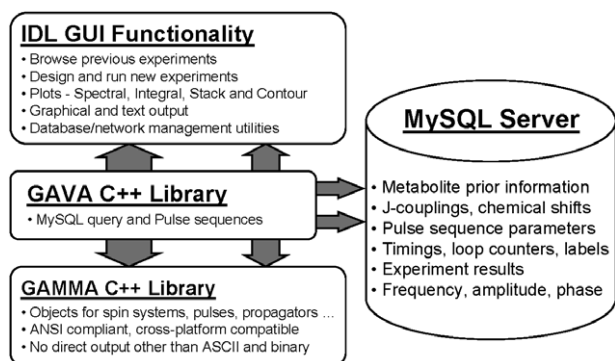 IDL GUI Functionality
• Browse previous experiments
• Design and run new experiments
• Plots - Spectral, Integral, Stack and Contour
• Graphical and text output
• Database/network management utilities
GAVA C++ Library
• MySQL query and Pulse sequences
GAMMA C++ Library
• Objects for spin systems, pulses, propagators ...
• ANSI compliant, cross-platform compatible
• No direct output other than ASCII and binary
MySQL Server
• Metabolite prior information
• J-couplings, chemical shifts
• Pulse sequence parameters
• Timings, loop counters, labels
• Experiment results
• Frequency, amplitude, phase